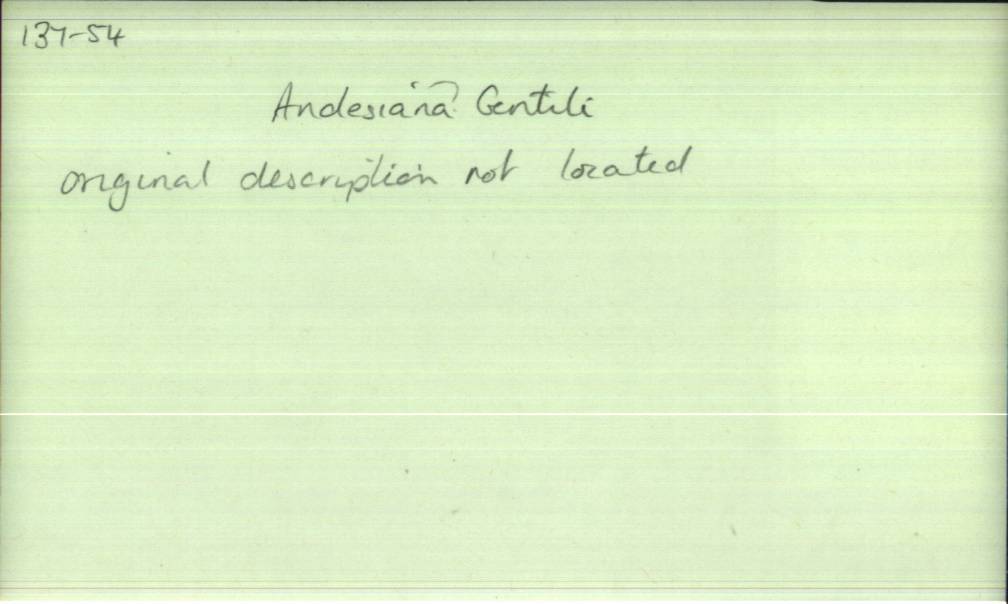 137-54
Andesiana? Gentili
original description not located